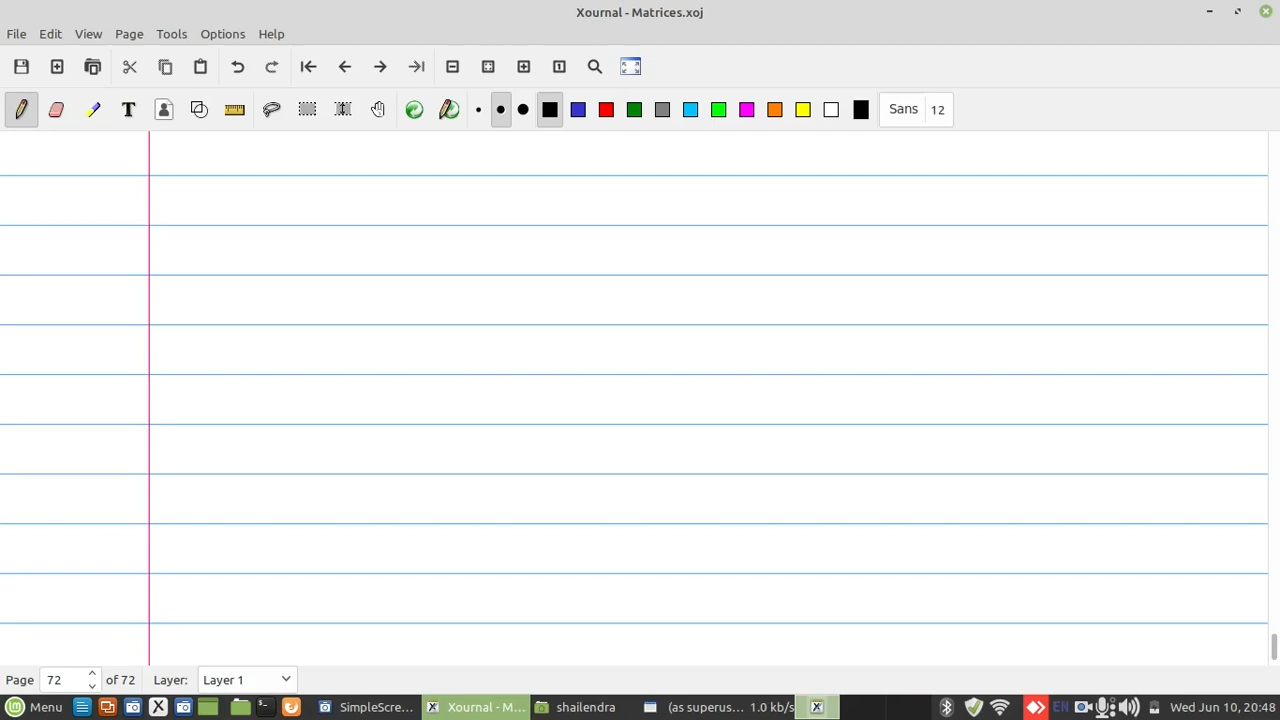 Xournal - Matrices.xoj
File Edit View Page Tools Options Help
T Sans 12
Page 72 of 72 Layer: Layer 1
Menu SimpleScre... Xournal - M... shailendra (as superus... 1.0 kb/s EN Wed Jun 10, 20:48